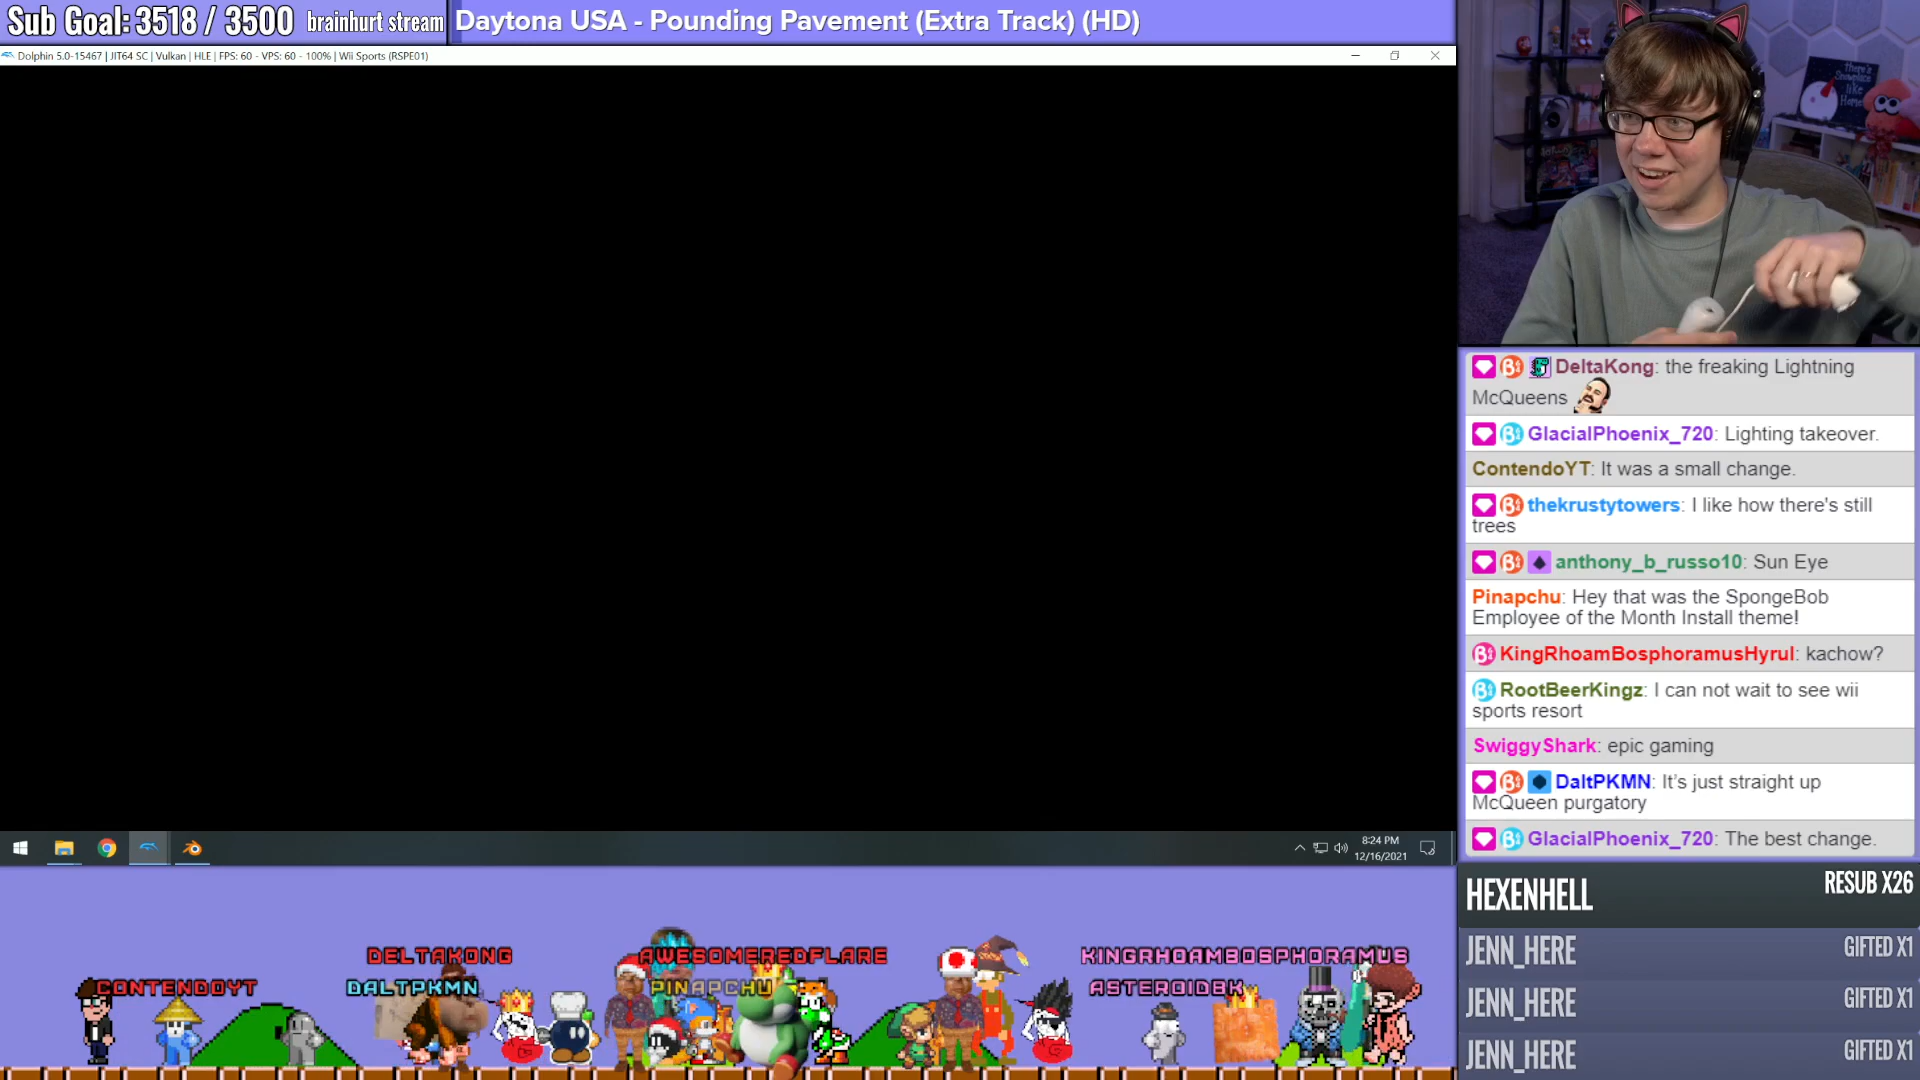 Sub Goal: 3518 / 3500 brainhurt stream
Daytona USA - Pounding Pavement (Extra Track) (HD)
Dolphin 5.0-15467 | JIT64 SC | Vulkan | HLE | FPS: 60 - VPS: 60 - 100% | Wii Sports (RSPE01)
there's
Snowplace
like
Home
DeltaKong: the freaking Lightning
McQueens
GlacialPhoenix_720: Lighting takeover.
ContendoYT: It was a small change.
thekrustytowers: I like how there's still
trees
anthony_b_russo10: Sun Eye
Pinapchu: Hey that was the SpongeBob
Employee of the Month Install theme!
KingRhoamBosphoramusHyrul: kachow?
RootBeerKingz: I can not wait to see wii
sports resort
SwiggyShark: epic gaming
DaltPKMN: It's just straight up
McQueen purgatory
GlacialPhoenix_720: The best change.
8:24 PM
12/16/2021
HEXENHELL RESUB X26
JENN_HERE GIFTED X1
JENN_HERE GIFTED X1
JENN_HERE GIFTED X1
DELTAKONG
AWESOMEREDFLARE
KINGRHOAMBOSPHORAMUS
CONTENDOYT
DALTPKMN
PINAPCHU
ASTEROIDBK